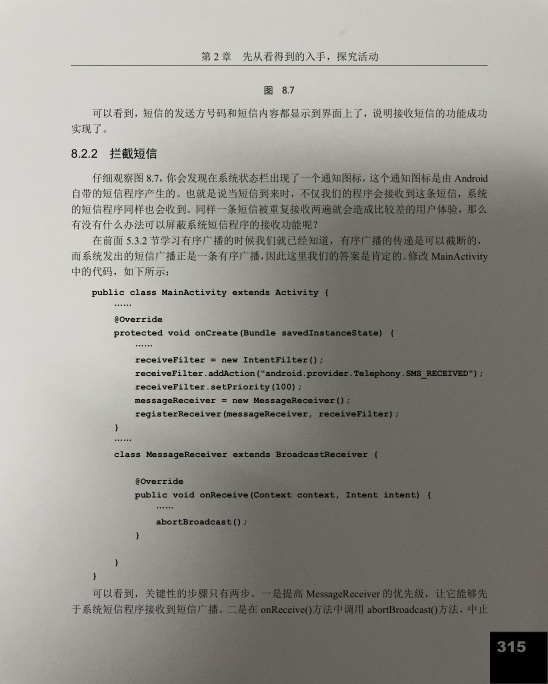 第 2 章　先从看得到的入手，探究活动
图　8.7
可以看到，短信的发送方号码和短信内容都显示到界面上了，说明接收短信的功能成功
实现了。
8.2.2　拦截短信
仔细观察图 8.7，你会发现在系统状态栏出现了一个通知图标，这个通知图标是由 Android
自带的短信程序产生的。也就是说当短信到来时，不仅我们的程序会接收到这条短信，系统
的短信程序同样也会收到。同样一条短信被重复接收两遍就会造成比较差的用户体验，那么
有没有什么办法可以屏蔽系统短信程序的接收功能呢？
在前面 5.3.2 节学习有序广播的时候我们就已经知道，有序广播的传递是可以截断的，
而系统发出的短信广播正是一条有序广播，因此这里我们的答案是肯定的。修改 MainActivity
中的代码，如下所示：
public class MainActivity extends Activity {
……
@Override
protected void onCreate(Bundle savedInstanceState) {
……
receiveFilter = new IntentFilter();
receiveFilter.addAction("android.provider.Telephony.SMS_RECEIVED");
receiveFilter.setPriority(100);
messageReceiver = new MessageReceiver();
registerReceiver(messageReceiver, receiveFilter);
}
……
class MessageReceiver extends BroadcastReceiver {
@Override
public void onReceive(Context context, Intent intent) {
……
abortBroadcast();
}
}
}
可以看到，关键性的步骤只有两步。一是提高 MessageReceiver 的优先级，让它能够先
于系统短信程序接收到短信广播。二是在 onReceive()方法中调用 abortBroadcast()方法，中止
315